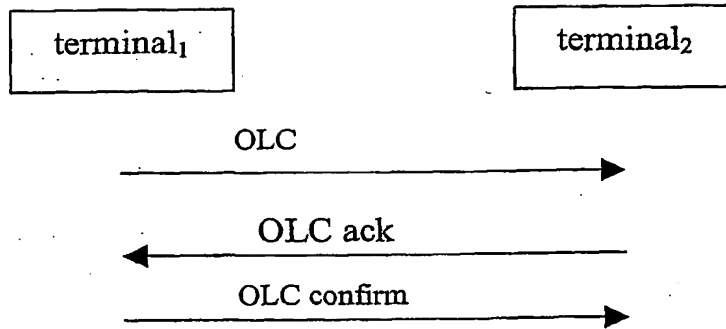 terminal₁
terminal₂
OLC
OLC ack
OLC confirm